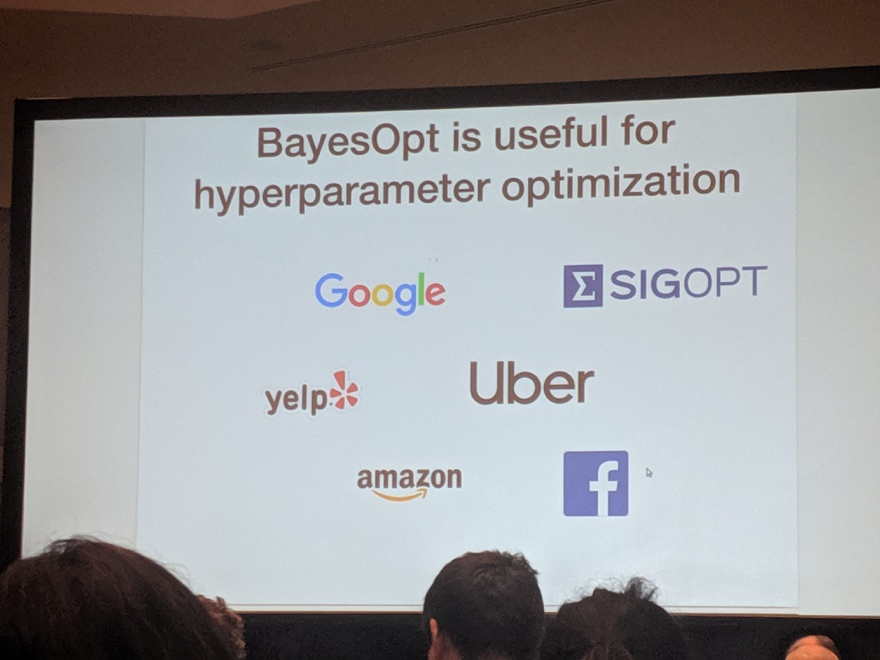 BayesOpt is useful for
hyperparameter optimization
Google
Σ SIGOPT
yelp
Uber
amazon
f